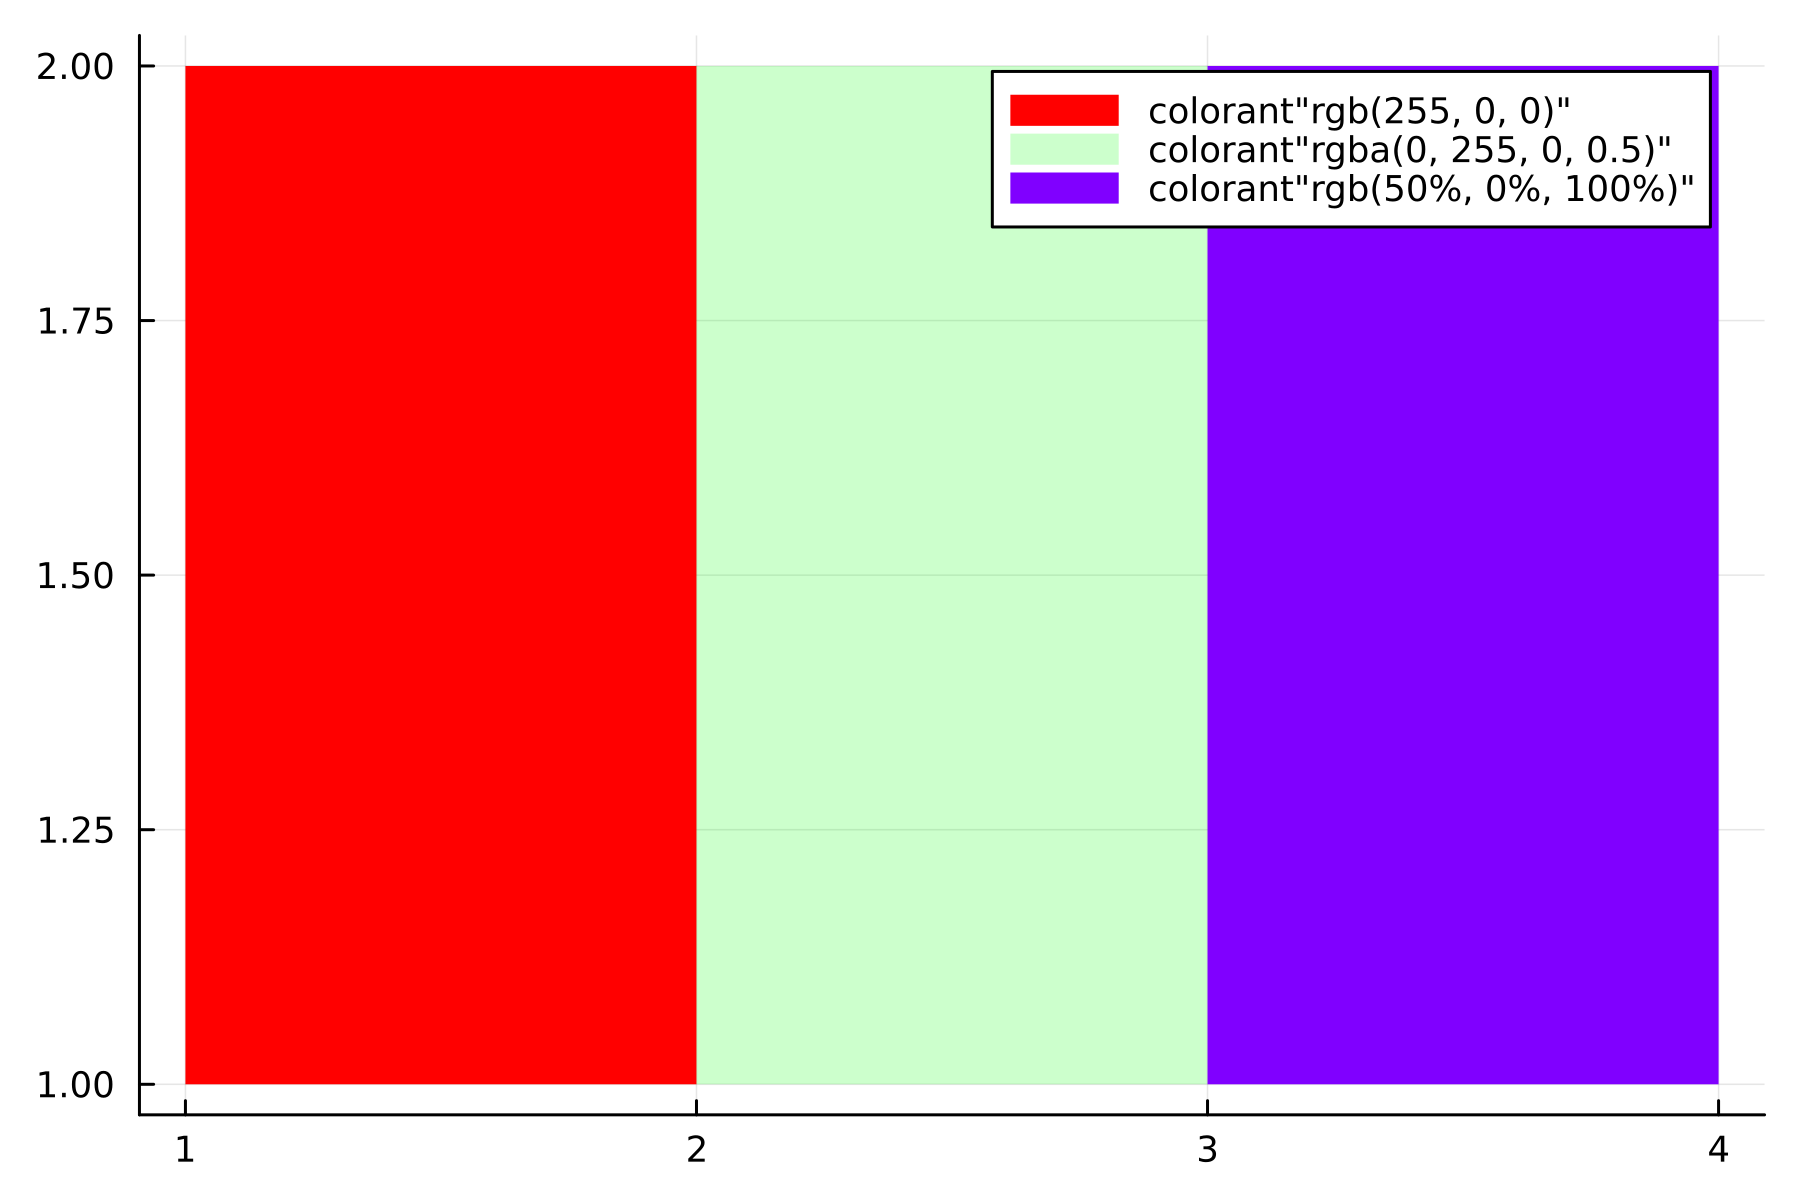 2.00
colorant"rgb(255, 0, 0)"
colorant"rgba(0, 255, 0, 0.5)"
colorant"rgb(50%, 0%, 100%)"
1.75
1.50
1.25
1.00
1 2 3 4